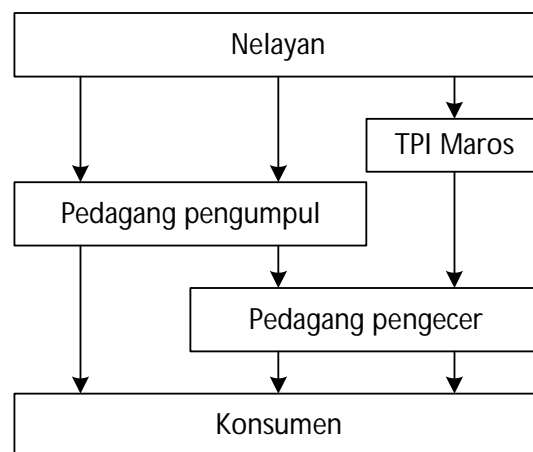 Nelayan
TPI Maros
Pedagang pengumpul
Pedagang pengecer
Konsumen